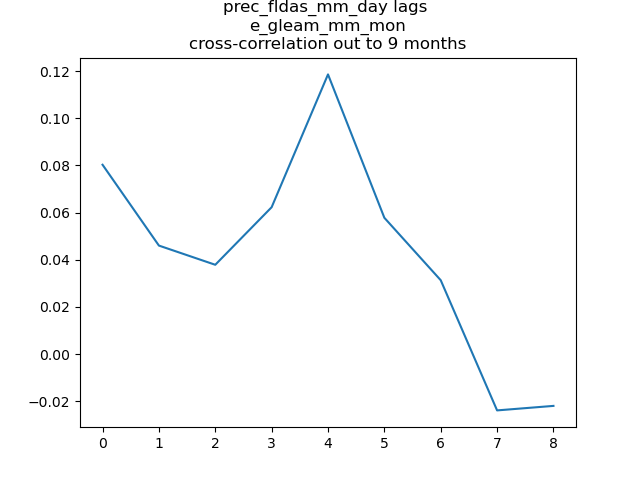 prec_fldas_mm_day lags
e_gleam_mm_mon
cross-correlation out to 9 months
0.12
0.10
0.08
0.06
0.04
0.02
0.00
−0.02
0 1 2 3 4 5 6 7 8